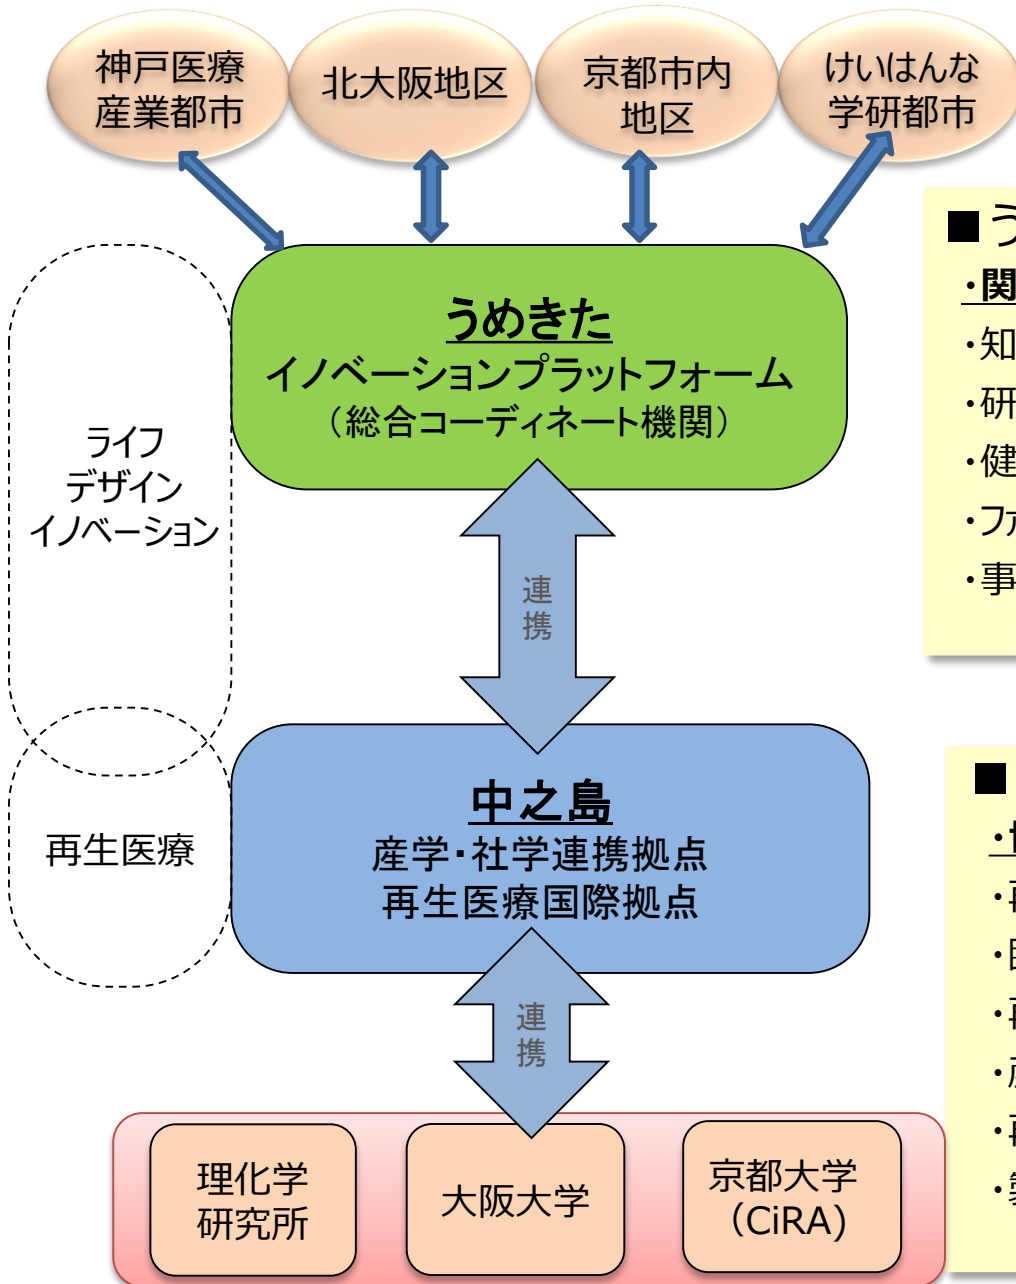 神戸医療
産業都市
北大阪地区
京都市内
地区
けいはんな
学研都市
うめきた
イノベーションプラットフォーム
（総合コーディネート機関）
ライフ
デザイン
イノベーション
連
携
中之島
産学・社学連携拠点
再生医療国際拠点
再生医療
連
携
理化学
研究所
大阪大学
京都大学
（CiRA）
■う
・関
・知
・研
・健
・ファ
・事
■
・再
・再
・産
・再